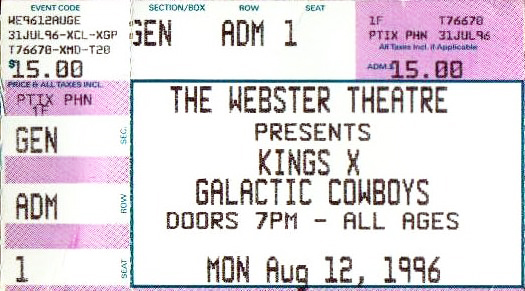 EVENT CODE SECTION/BOX ROW SEAT
WE9612AUGE GEN ADM 1 1F T76670
31JUL96-XCL-XGP PTIX PHN 31JUL96
T76670-XMD-T20 All Taxes Incl. if Applicable
$15.00 ADM.$15.00
PRICE & ALL TAXES INCL.
PTIX PHN
1F
THE WEBSTER THEATRE
PRESENTS
GEN SEC.
KINGS X
GALACTIC COWBOYS
ADM ROW
DOORS 7PM - ALL AGES
1 SEAT
MON Aug 12, 1996